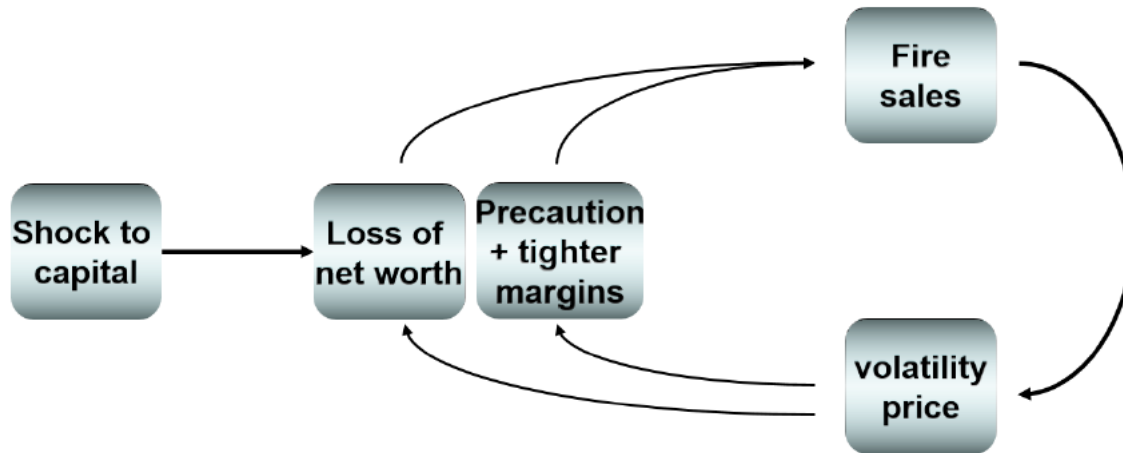 Fire
sales
Shock to
capital
Loss of
net worth
Precaution
+ tighter
margins
volatility
price